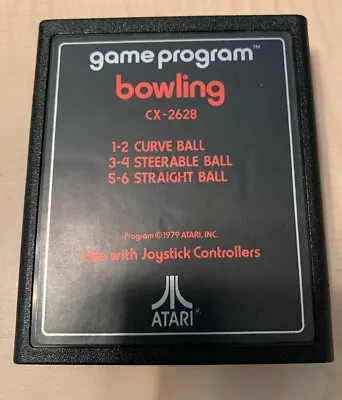 game program™
bowling
CX-2628
1-2 CURVE BALL
3-4 STEERABLE BALL
5-6 STRAIGHT BALL
Program © 1979 ATARI, INC.
Use with Joystick Controllers
ATARI